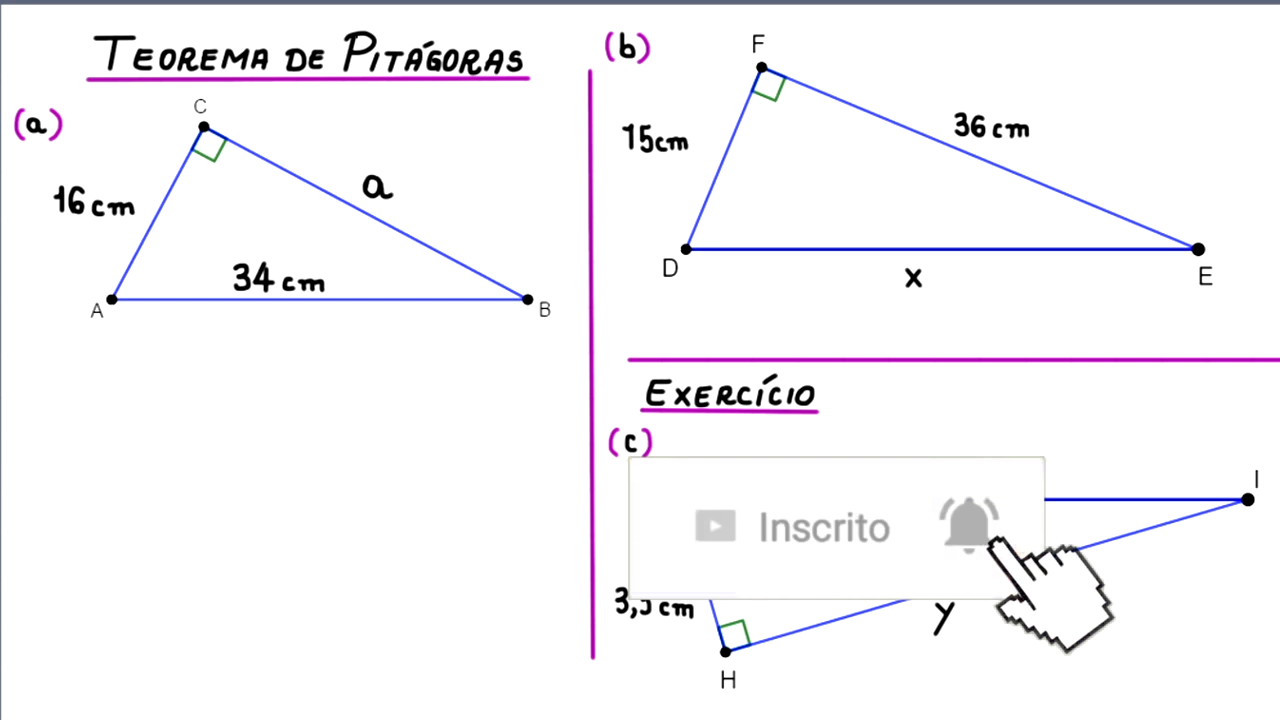 TEOREMA DE PITÁGORAS
(a)
C
16 cm
a
34 cm
A
B
(b)
F
15cm
36 cm
D
E
x
EXERCÍCIO
(c)
I
Inscrito
cm
y
H